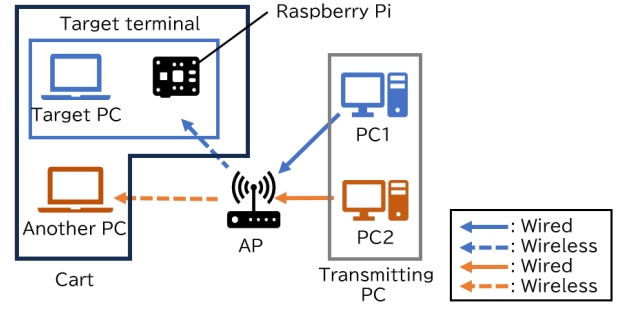 Raspberry Pi
Target terminal
Target PC
PC1
Another PC
AP
PC2
Cart
Transmitting
PC
: Wired
: Wireless
: Wired
: Wireless